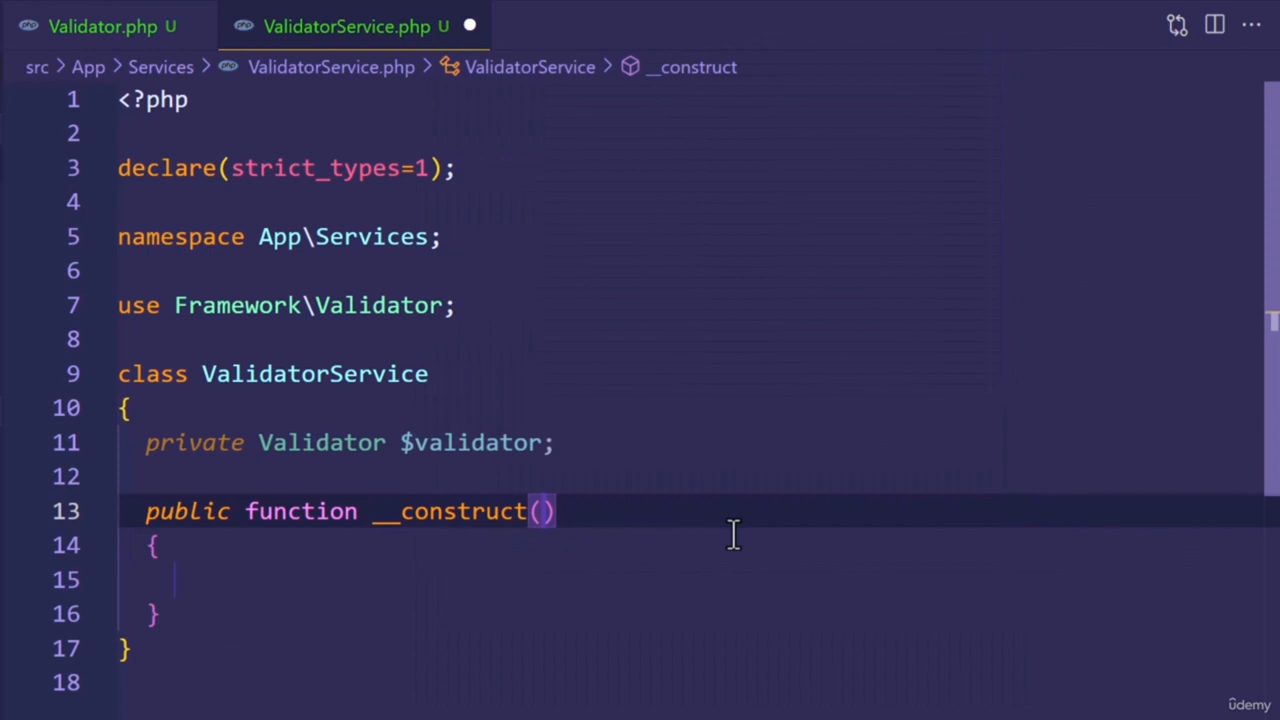 Validator.php U
ValidatorService.php U
src > App > Services > ValidatorService.php > ValidatorService > __construct
1 <?php
2
3 declare(strict_types=1);
4
5 namespace App\Services;
6
7 use Framework\Validator;
8
9 class ValidatorService
10 {
11 private Validator $validator;
12
13 public function __construct()
14 {
15
16 }
17 }
18
ûdemy